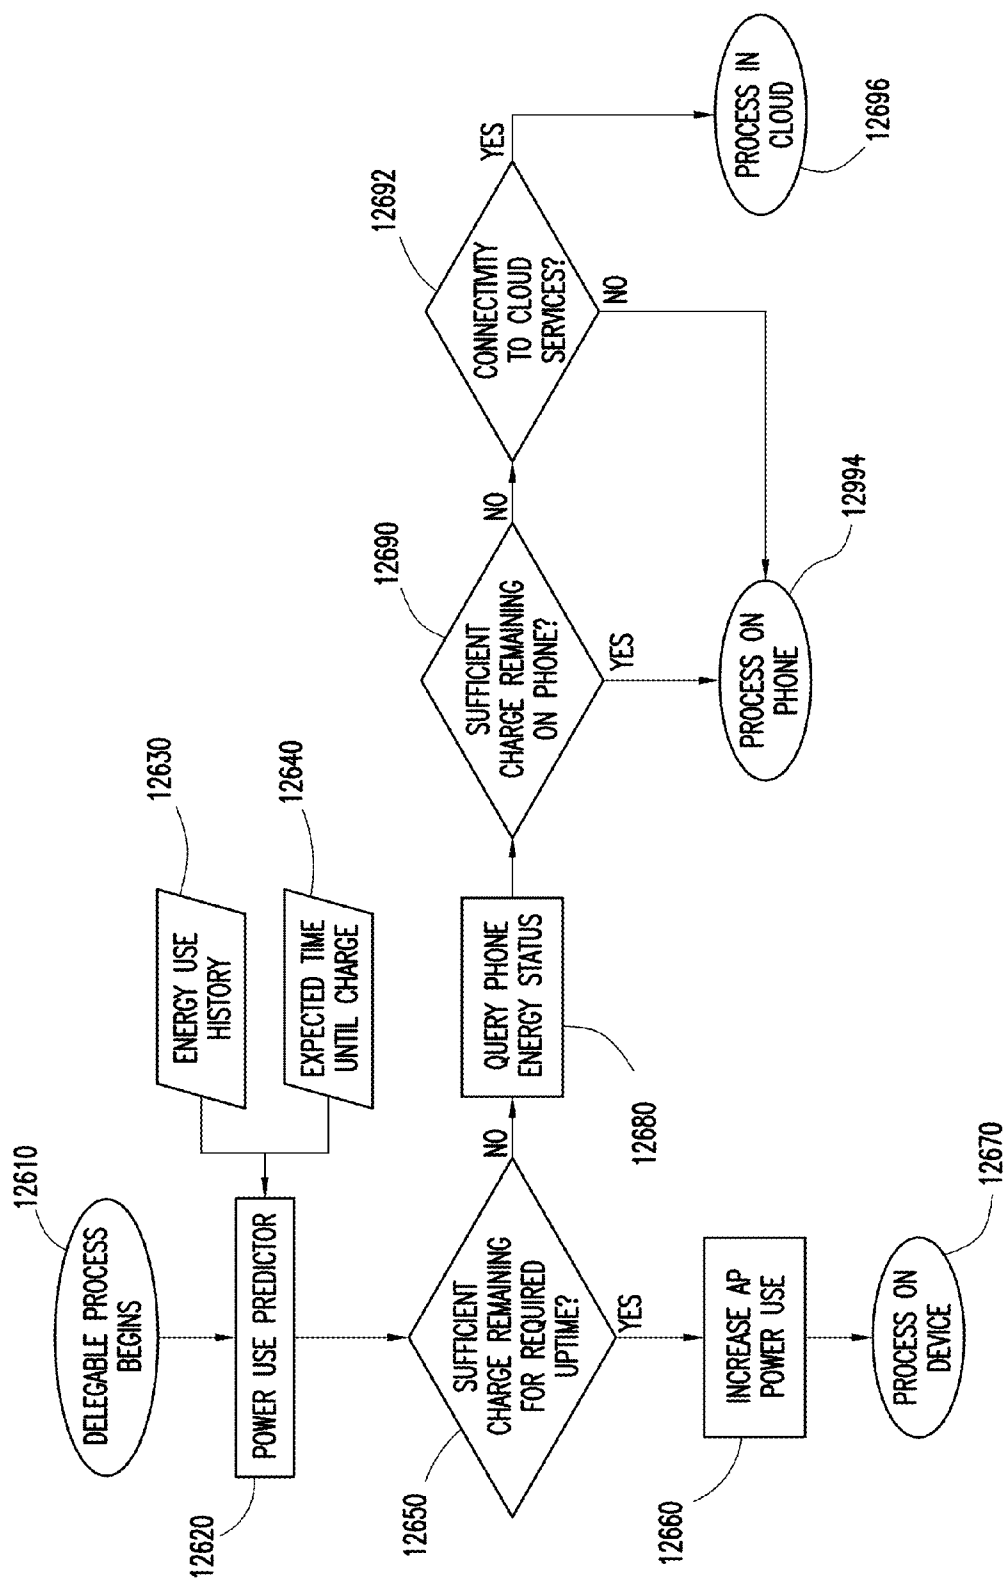 12610
DELEGABLE PROCESS
BEGINS
12620
POWER USE PREDICTOR
12630
ENERGY USE
HISTORY
12640
EXPECTED TIME
UNTIL CHARGE
12650
SUFFICIENT
CHARGE REMAINING
FOR REQUIRED
UPTIME?
YES
NO
12660
INCREASE AP
POWER USE
12670
PROCESS ON
DEVICE
12680
QUERY PHONE
ENERGY STATUS
12690
SUFFICIENT
CHARGE REMAINING
ON PHONE?
YES
NO
12994
PROCESS ON
PHONE
12692
CONNECTIVITY
TO CLOUD
SERVICES?
NO
YES
12696
PROCESS IN
CLOUD